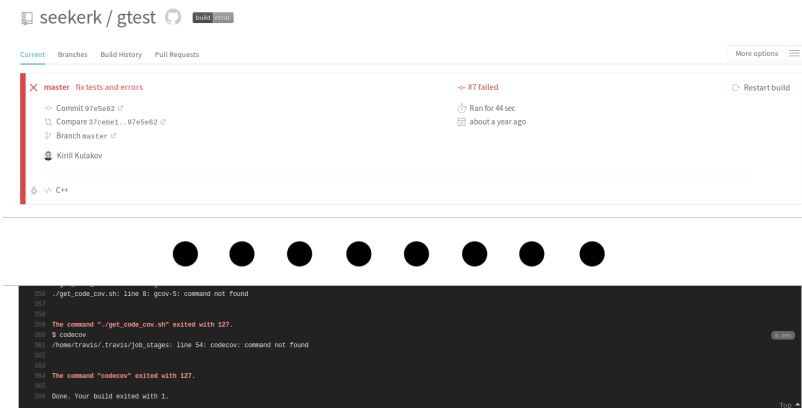 seekerk / gtest build error
Current Branches Build History Pull Requests More options
master fix tests and errors #7 failed Restart build
Commit 97e5e62 Ran for 44 sec
Compare 37cebe1..97e5e62 about a year ago
Branch master
Kirill Kulakov
</> C++
356 ./get_code_cov.sh: line 8: gcov-5: command not found
357
358
359 The command "./get_code_cov.sh" exited with 127.
360 $ codecov 0.00s
361 /home/travis/.travis/job_stages: line 54: codecov: command not found
362
363
364 The command "codecov" exited with 127.
365
366 Done. Your build exited with 1.
Top